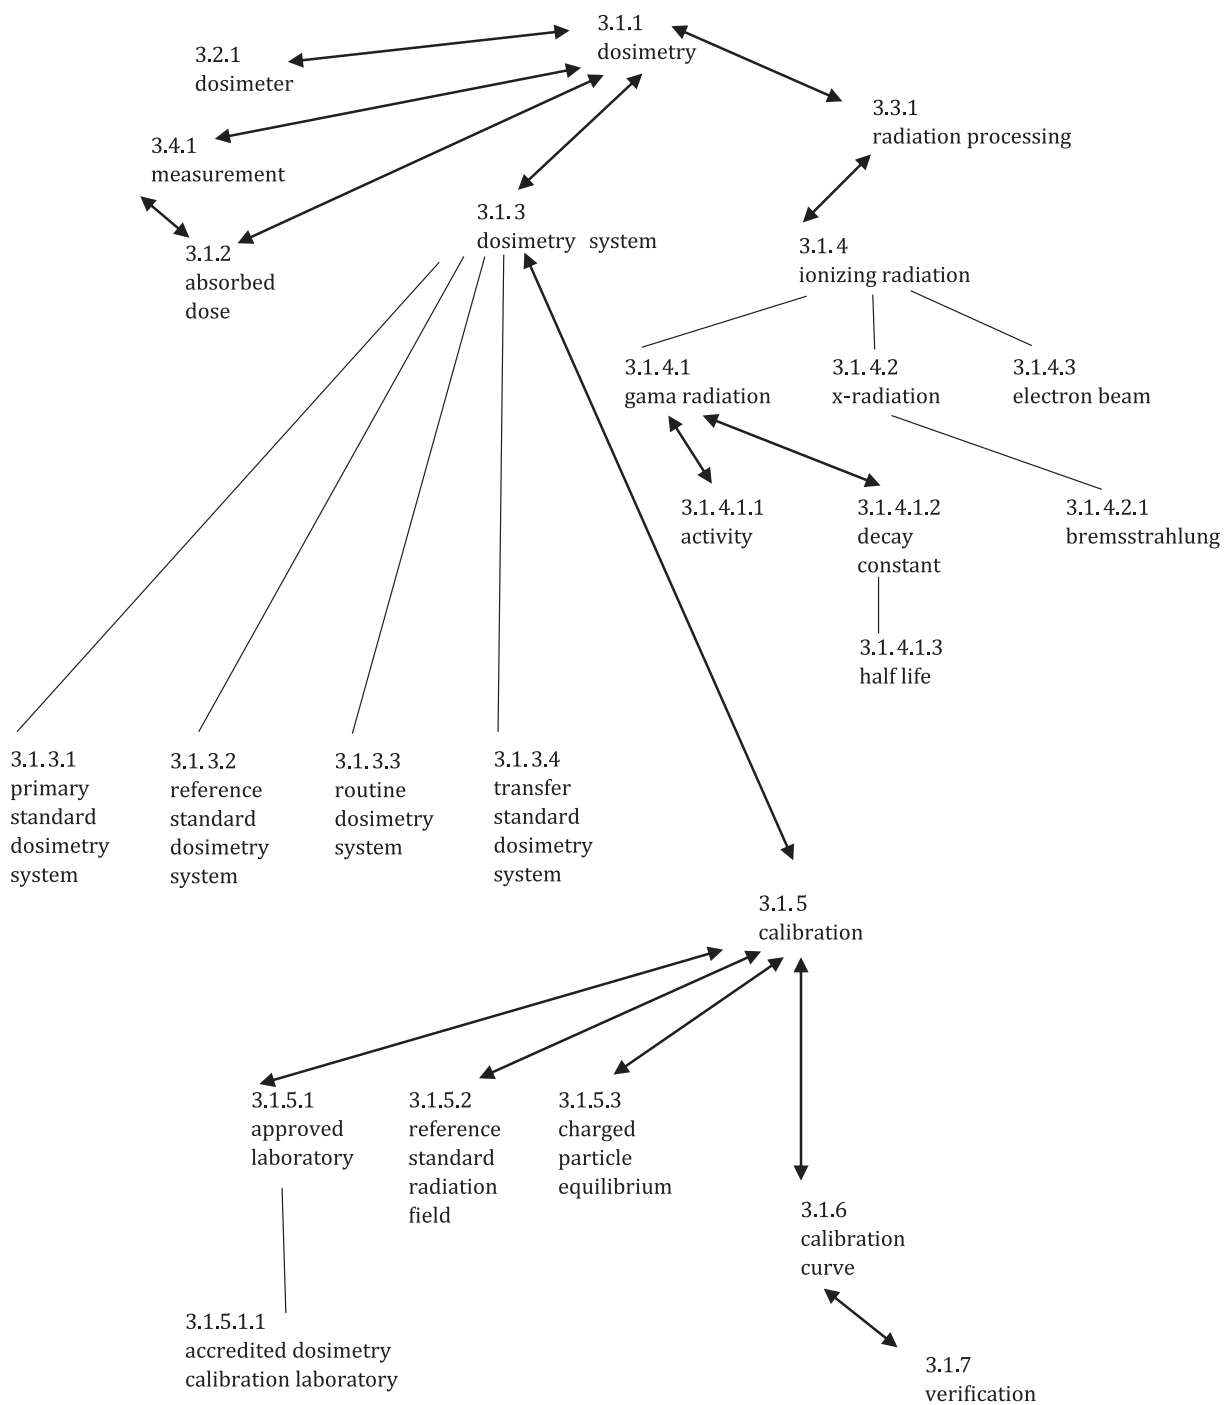 3.1.1
dosimetry
3.2.1
dosimeter
3.3.1
radiation processing
3.4.1
measurement
3.1.2
absorbed
dose
3.1.3
dosimetry system
3.1.4
ionizing radiation
3.1.4.1
gama radiation
3.1.4.2
x-radiation
3.1.4.3
electron beam
3.1.4.1.1
activity
3.1.4.1.2
decay
constant
3.1.4.2.1
bremsstrahlung
3.1.4.1.3
half life
3.1.3.1
primary
standard
dosimetry
system
3.1.3.2
reference
standard
dosimetry
system
3.1.3.3
routine
dosimetry
system
3.1.3.4
transfer
standard
dosimetry
system
3.1.5
calibration
3.1.5.1
approved
laboratory
3.1.5.2
reference
standard
radiation
field
3.1.5.3
charged
particle
equilibrium
3.1.6
calibration
curve
3.1.5.1.1
accredited dosimetry
calibration laboratory
3.1.7
verification